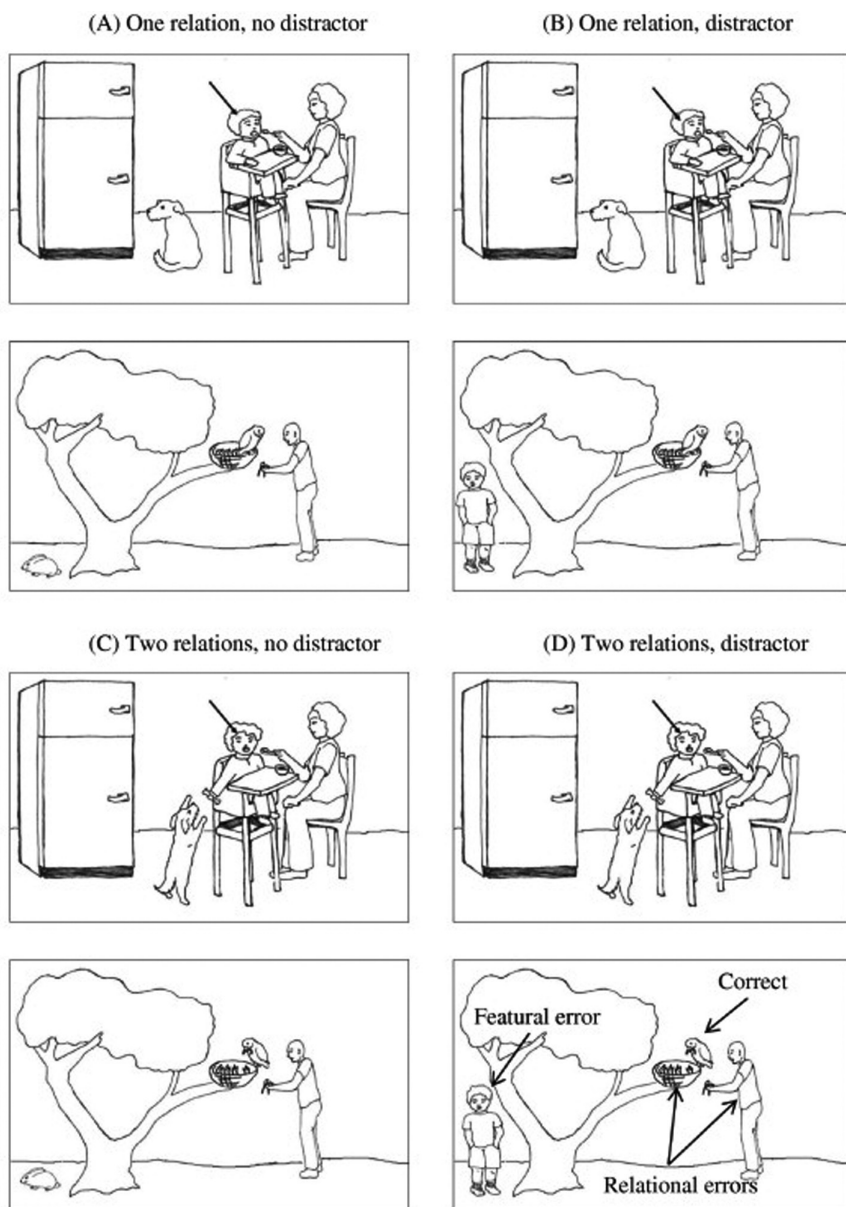 (A) One relation, no distractor
(B) One relation, distractor
(C) Two relations, no distractor
(D) Two relations, distractor
Correct
Featural error
Relational errors